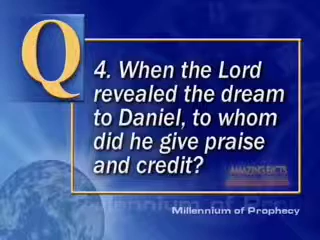 Q
4. When the Lord
revealed the dream
to Daniel, to whom
did he give praise
and credit?
AMAZING FACTS
Millennium of Prophecy